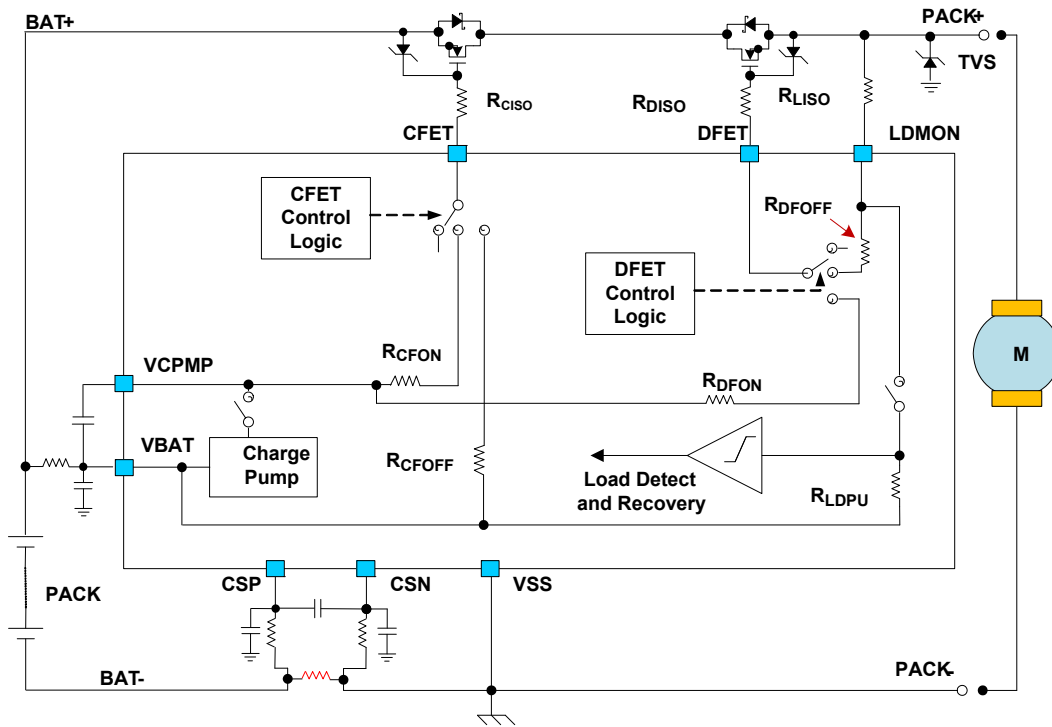 BAT+
PACK+
TVS
RCISO
RDISO
RLISO
CFET
DFET
LDMON
CFET
Control
Logic
RDFOFF
DFET
Control
Logic
M
VCPMP
RCFON
RDFON
VBAT
Charge
Pump
RCFOFF
Load Detect
and Recovery
RLDPU
CSP
CSN
VSS
PACK
BAT-
PACK-